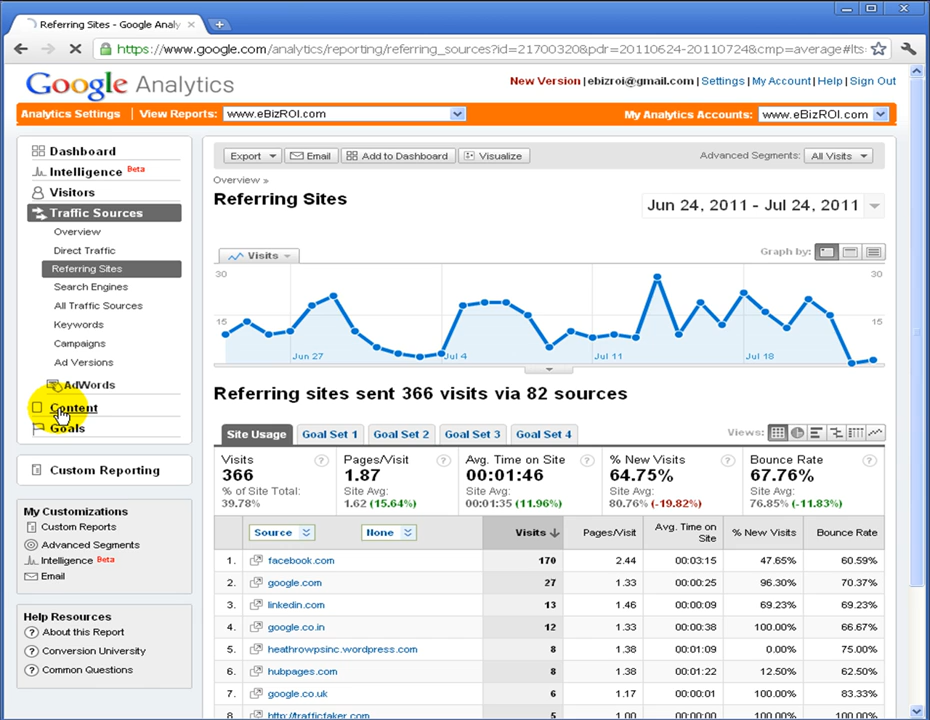 Referring Sites - Google Analy
https://www.google.com/analytics/reporting/referring_sources?id=21700320&pdr=20110624-20110724&cmp=average#lts
Google Analytics
New Version | ebizroi@gmail.com | Settings | My Account | Help | Sign Out
Analytics Settings | View Reports: www.eBizROI.com My Analytics Accounts: www.eBizROI.com
Dashboard
Intelligence Beta
Visitors
Traffic Sources
Overview
Direct Traffic
Referring Sites
Search Engines
All Traffic Sources
Keywords
Campaigns
Ad Versions
AdWords
Content
Goals
Custom Reporting
My Customizations
Custom Reports
Advanced Segments
Intelligence Beta
Email
Help Resources
About this Report
Conversion University
Common Questions
Export Email Add to Dashboard Visualize Advanced Segments: All Visits
Overview »
Referring Sites
Jun 24, 2011 - Jul 24, 2011
Visits Graph by:
30 30
15 15
Jun 27 Jul 4 Jul 11 Jul 18
Referring sites sent 366 visits via 82 sources
Site Usage Goal Set 1 Goal Set 2 Goal Set 3 Goal Set 4 Views:
Visits ? Pages/Visit ? Avg. Time on Site ? % New Visits ? Bounce Rate ?
366 1.87 00:01:46 64.75% 67.76%
% of Site Total: Site Avg: Site Avg: Site Avg: Site Avg:
39.78% 1.62 (15.64%) 00:01:35 (11.96%) 80.76% (-19.82%) 76.85% (-11.83%)
Source None Visits Pages/Visit Avg. Time on Site % New Visits Bounce Rate
1. facebook.com 170 2.44 00:03:15 47.65% 60.59%
2. google.com 27 1.33 00:00:25 96.30% 70.37%
3. linkedin.com 13 1.46 00:00:09 69.23% 69.23%
4. google.co.in 12 1.33 00:00:38 100.00% 66.67%
5. heathrowpsinc.wordpress.com 8 1.38 00:01:09 0.00% 75.00%
6. hubpages.com 8 1.38 00:01:22 12.50% 62.50%
7. google.co.uk 6 1.17 00:00:01 100.00% 83.33%
8. http://trafficfaker.com 5 1.00 00:00:00 100.00% 100.00%